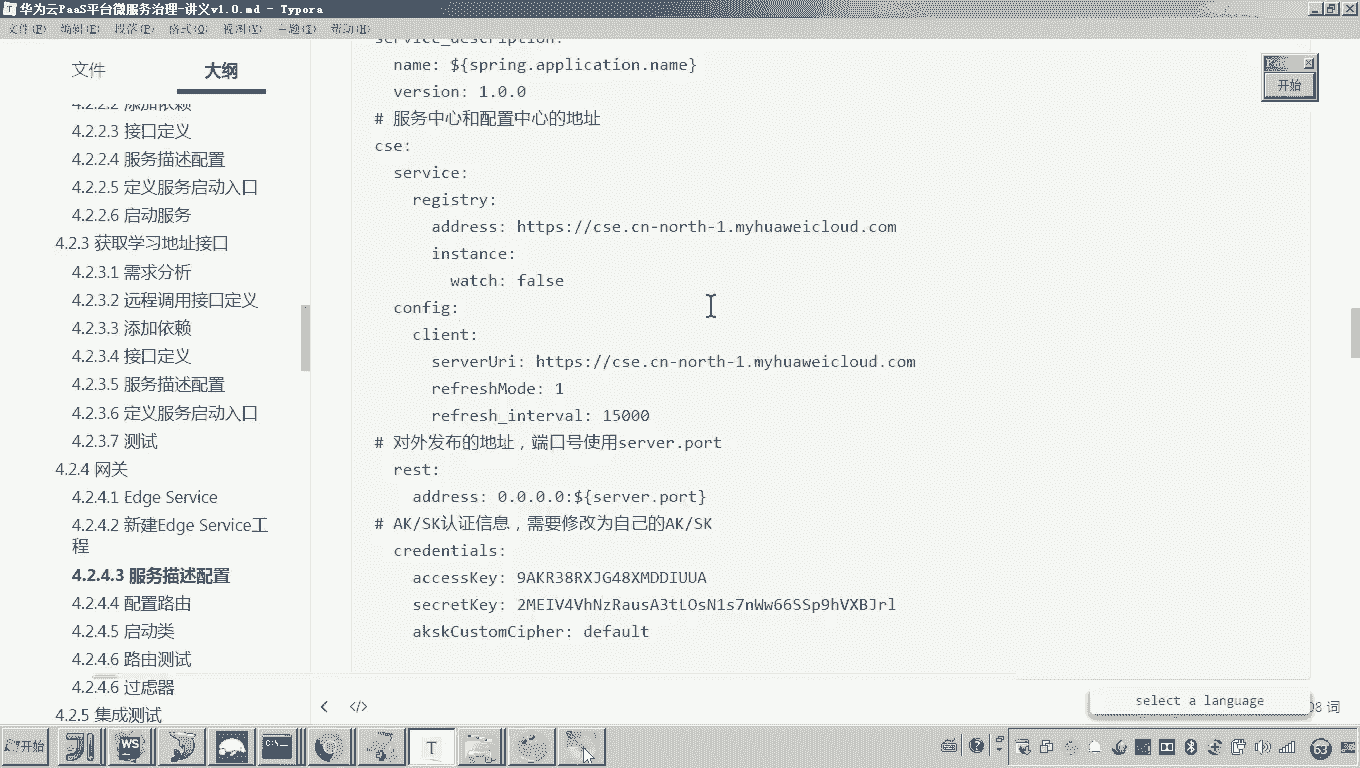 华为云PaaS平台微服务治理-讲义v1.0.md - Typora
文件(F) 编辑(E) 段落(P) 格式(O) 视图(V) 主题(T) 帮助(H)
文件 大纲
4.2.2.2 添加依赖
4.2.2.3 接口定义
4.2.2.4 服务描述配置
4.2.2.5 定义服务启动入口
4.2.2.6 启动服务
4.2.3 获取学习地址接口
4.2.3.1 需求分析
4.2.3.2 远程调用接口定义
4.2.3.3 添加依赖
4.2.3.4 接口定义
4.2.3.5 服务描述配置
4.2.3.6 定义服务启动入口
4.2.3.7 测试
4.2.4 网关
4.2.4.1 Edge Service
4.2.4.2 新建Edge Service工
程
4.2.4.3 服务描述配置
4.2.4.4 配置路由
4.2.4.5 启动类
4.2.4.6 路由测试
4.2.4.6 过虑器
4.2.5 集成测试
service_description:
name: ${spring.application.name}
version: 1.0.0
# 服务中心和配置中心的地址
cse:
service:
registry:
address: https://cse.cn-north-1.myhuaweicloud.com
instance:
watch: false
config:
client:
serverUri: https://cse.cn-north-1.myhuaweicloud.com
refreshMode: 1
refresh_interval: 15000
# 对外发布的地址，端口号使用server.port
rest:
address: 0.0.0.0:${server.port}
# AK/SK认证信息，需要修改为自己的AK/SK
credentials:
accessKey: 9AKR38RXJG48XMDDIUUA
secretKey: 2MEIV4VhNzRausA3tLOsN1s7nWw66SSp9hVXBJrl
akskCustomCipher: default
开始
select a language
词
开始
WS
T
63